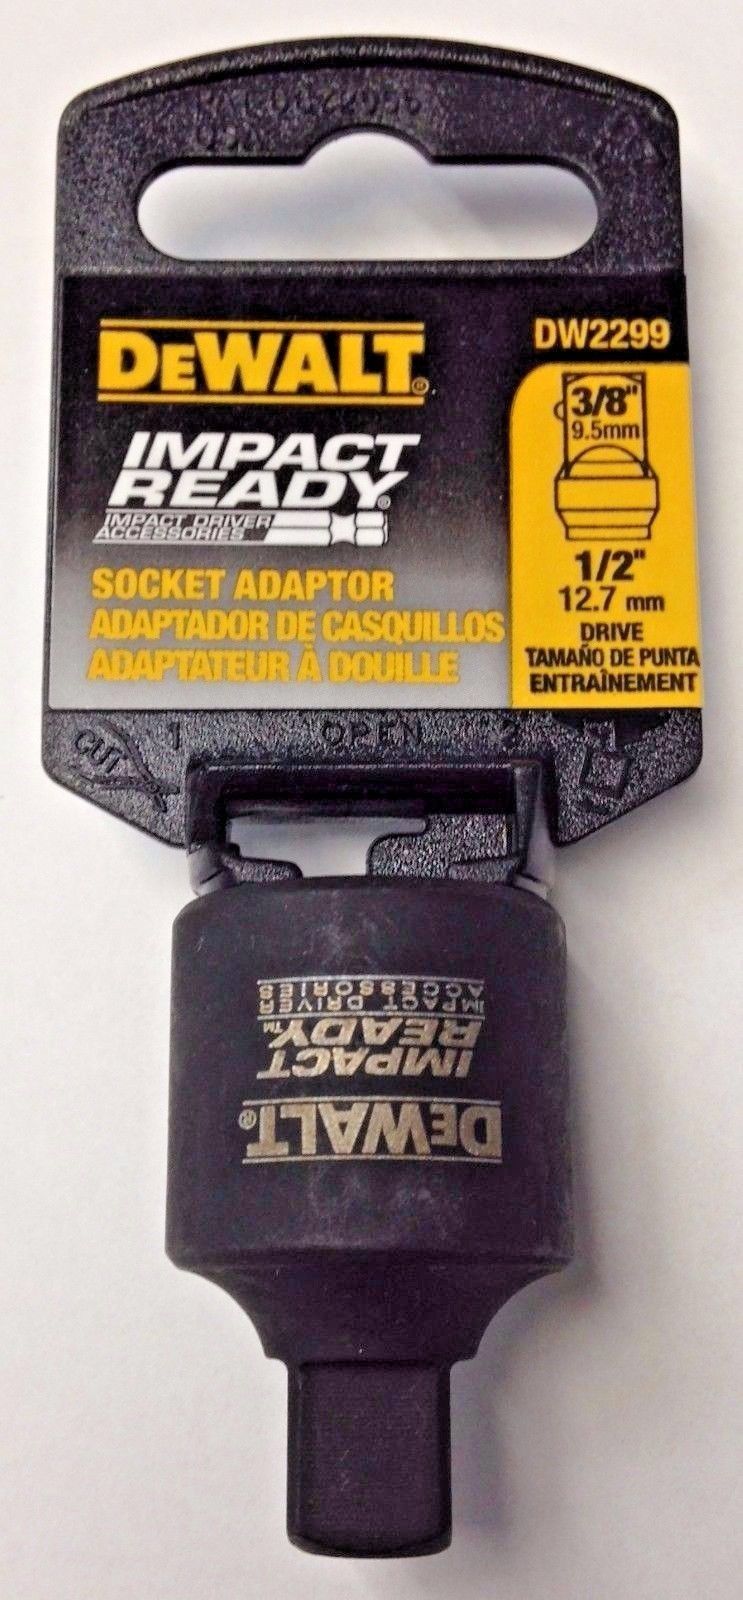 DEWALT®
IMPACT
READY®
IMPACT DRIVER
ACCESSORIES
SOCKET ADAPTOR
ADAPTADOR DE CASQUILLOS
ADAPTATEUR À DOUILLE
DW2299
3/8"
9.5mm
1/2"
12.7 mm
DRIVE
TAMAÑO DE PUNTA
ENTRAÎNEMENT
CUT
1 OPEN 2
IMPACT DRIVER
ACCESSORIES
IMPACT
READY™
DEWALT®